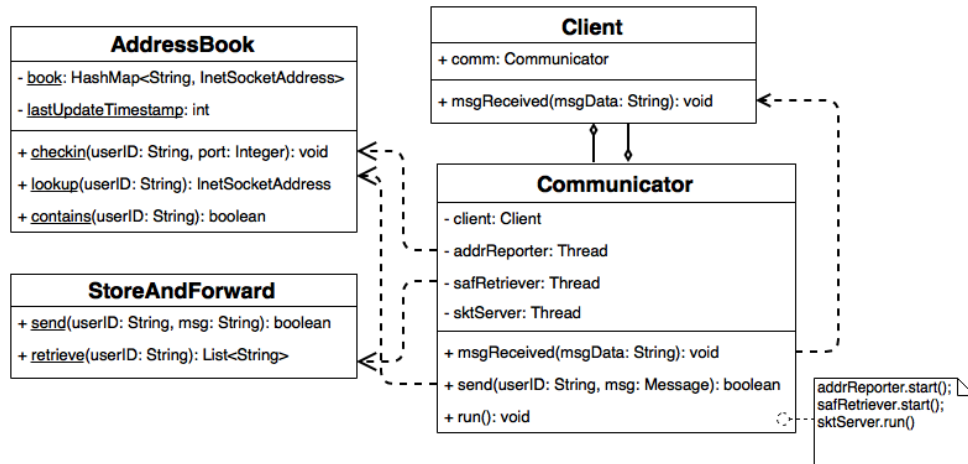 AddressBook
- book: HashMap<String, InetSocketAddress>
- lastUpdateTimestamp: int
+ checkin(userID: String, port: Integer): void
+ lookup(userID: String): InetSocketAddress
+ contains(userID: String): boolean
StoreAndForward
+ send(userID: String, msg: String): boolean
+ retrieve(userID: String): List<String>
Client
+ comm: Communicator
+ msgReceived(msgData: String): void
Communicator
- client: Client
- addrReporter: Thread
- safRetriever: Thread
- sktServer: Thread
+ msgReceived(msgData: String): void
+ send(userID: String, msg: Message): boolean
+ run(): void
addrReporter.start();
safRetriever.start();
sktServer.run()